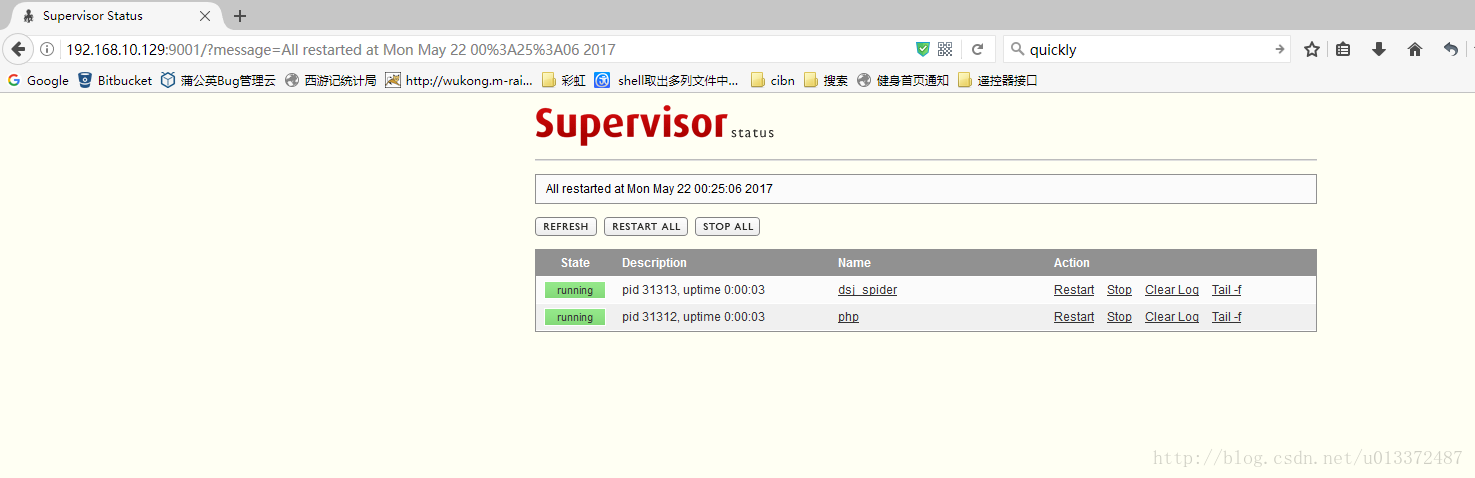 Supervisor Status
192.168.10.129:9001/?message=All restarted at Mon May 22 00%3A25%3A06 2017
quickly
Google Bitbucket 蒲公英Bug管理云 西游记统计局 http://wukong.m-rai... 彩虹 shell取出多列文件中... cibn 搜索 健身首页通知 遥控器接口
Supervisor status
All restarted at Mon May 22 00:25:06 2017
REFRESH RESTART ALL STOP ALL
State Description Name Action
running pid 31313, uptime 0:00:03 dsj_spider Restart Stop Clear Log Tail -f
running pid 31312, uptime 0:00:03 php Restart Stop Clear Log Tail -f
http://blog.csdn.net/u013372487